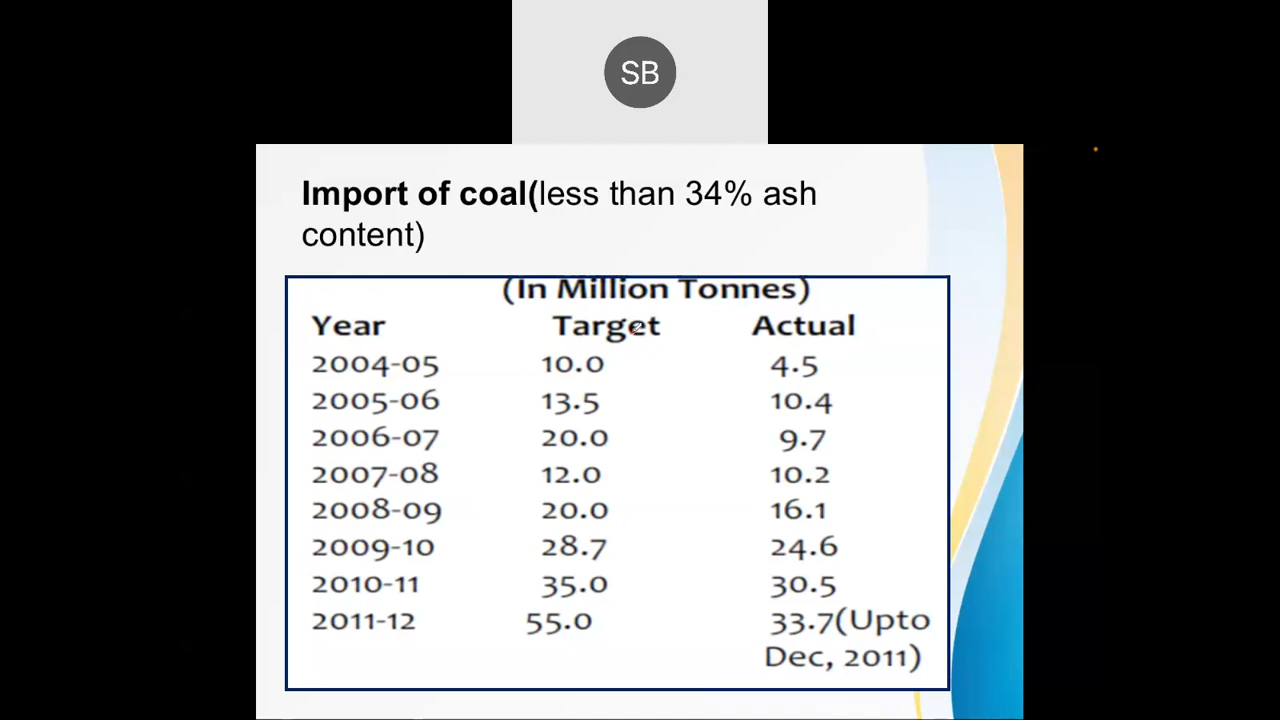 SB
Import of coal(less than 34% ash
content)
(In Million Tonnes)
Year Target Actual
2004-05 10.0 4.5
2005-06 13.5 10.4
2006-07 20.0 9.7
2007-08 12.0 10.2
2008-09 20.0 16.1
2009-10 28.7 24.6
2010-11 35.0 30.5
2011-12 55.0 33.7(Upto
Dec, 2011)